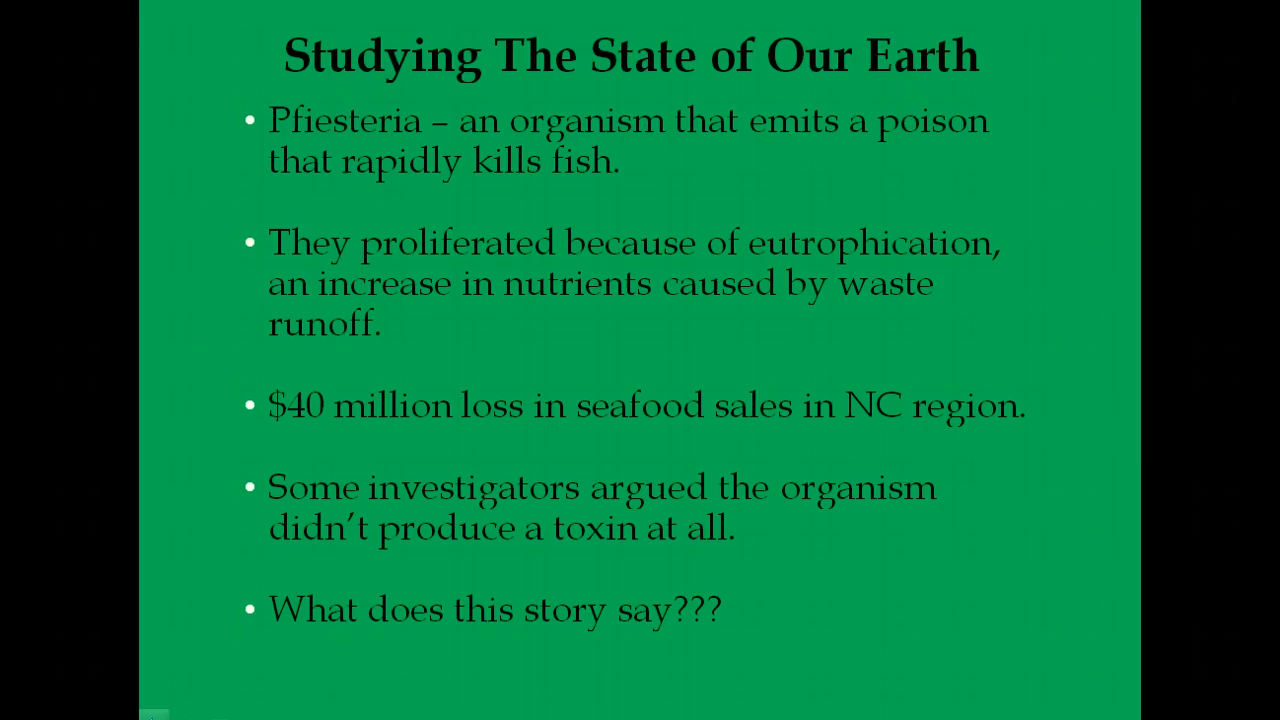 Studying The State of Our Earth
• Pfiesteria – an organism that emits a poison
that rapidly kills fish.
• They proliferated because of eutrophication,
an increase in nutrients caused by waste
runoff.
• $40 million loss in seafood sales in NC region.
• Some investigators argued the organism
didn’t produce a toxin at all.
• What does this story say???